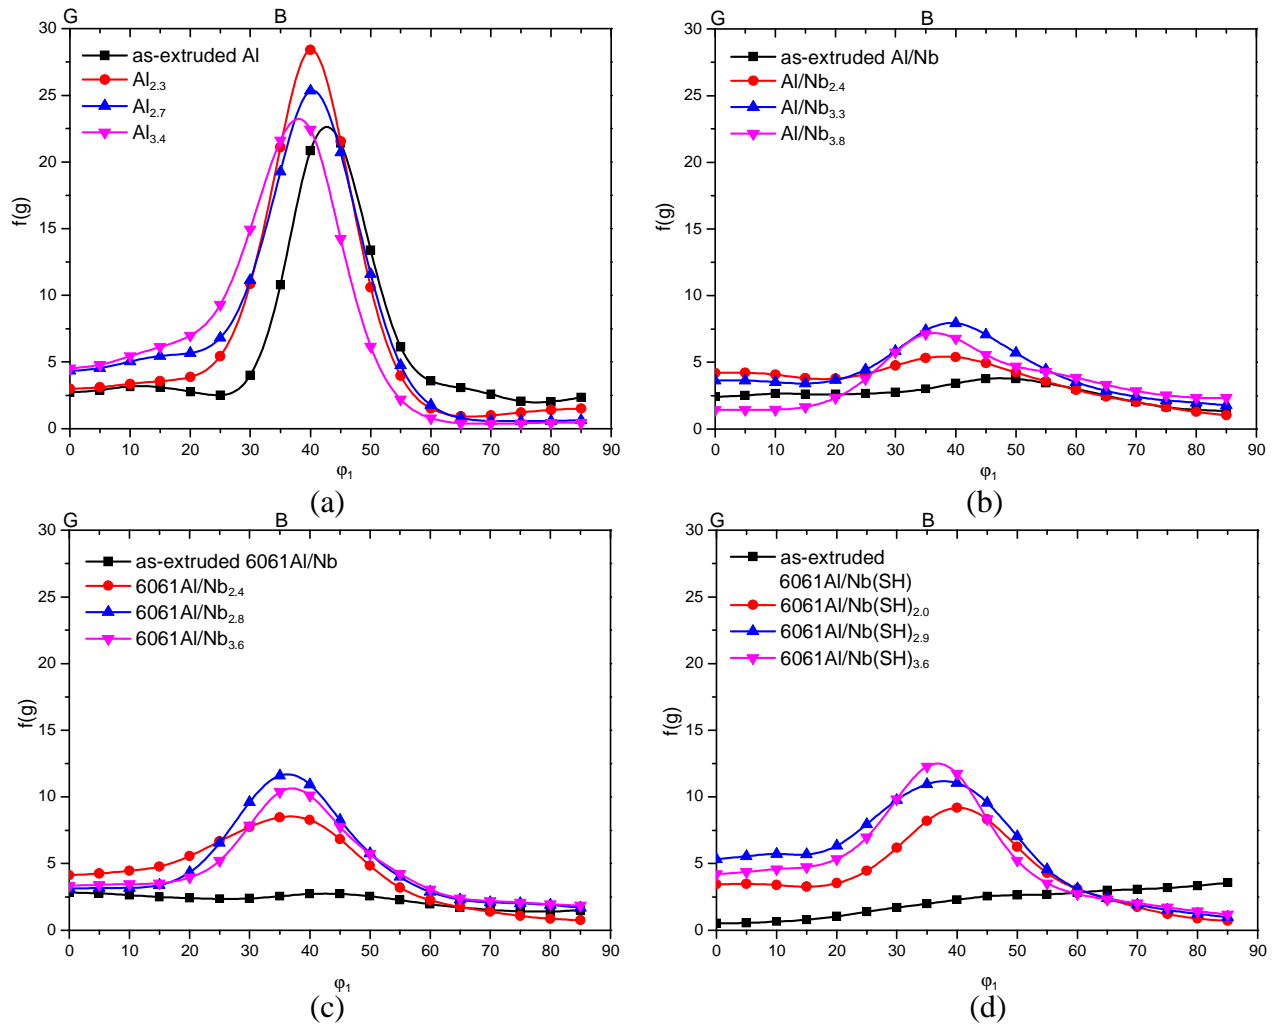 G B
30
25
20
15
10
5
0
f(g)
as-extruded Al
Al2.3
Al2.7
Al3.4
0 10 20 30 40 50 60 70 80 90
φ1
(a)
G B
30
25
20
15
10
5
0
f(g)
as-extruded Al/Nb
Al/Nb2.4
Al/Nb3.3
Al/Nb3.8
0 10 20 30 40 50 60 70 80 90
φ1
(b)
G B
30
25
20
15
10
5
0
f(g)
as-extruded 6061Al/Nb
6061Al/Nb2.4
6061Al/Nb2.8
6061Al/Nb3.6
0 10 20 30 40 50 60 70 80 90
φ1
(c)
G B
30
25
20
15
10
5
0
f(g)
as-extruded
6061Al/Nb(SH)
6061Al/Nb(SH)2.0
6061Al/Nb(SH)2.9
6061Al/Nb(SH)3.6
0 10 20 30 40 50 60 70 80 90
φ1
(d)